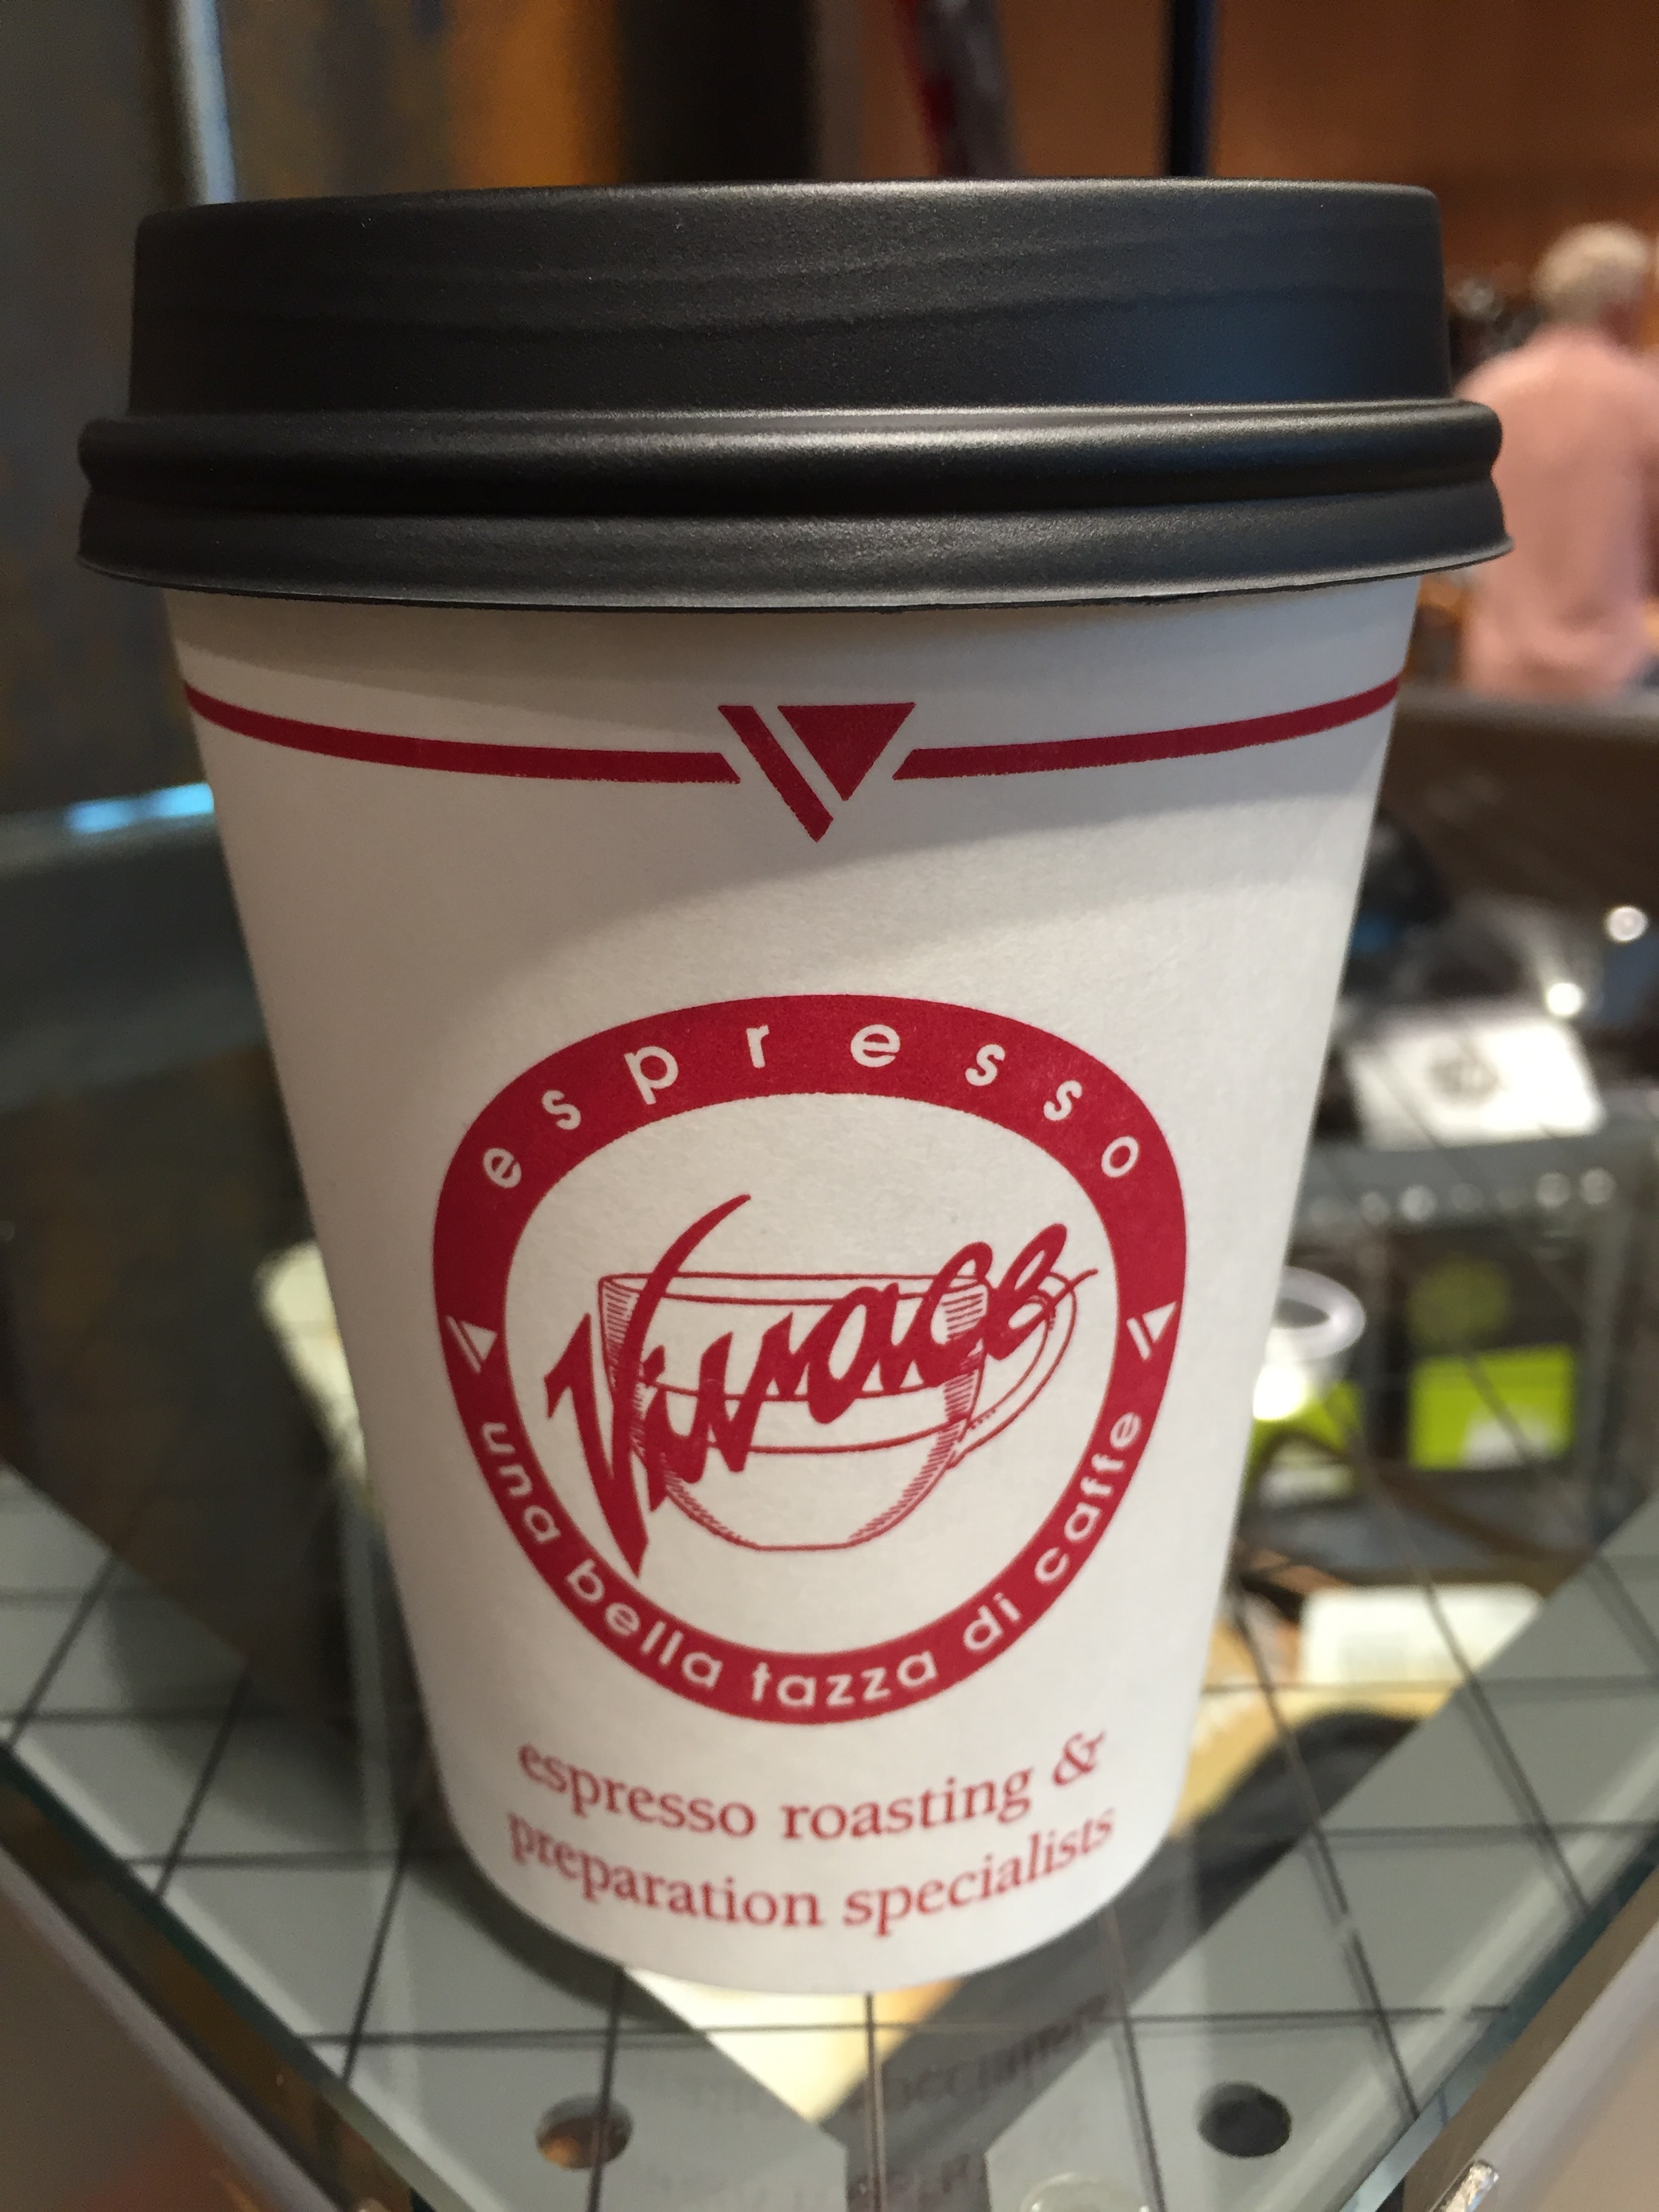 espresso
Vivace
una bella tazza di caffe
espresso roasting &
preparation specialists